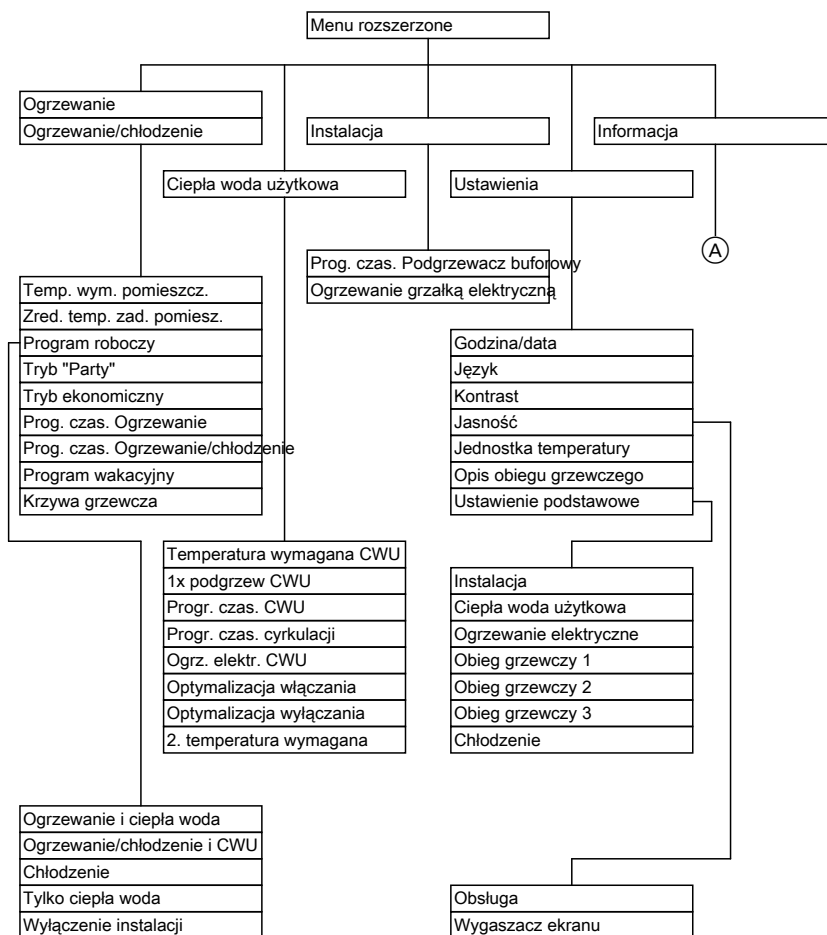 Menu rozszerzone
Ogrzewanie
Ogrzewanie/chłodzenie
Instalacja
Informacja
Ciepła woda użytkowa
Ustawienia
A
Prog. czas. Podgrzewacz buforowy
Ogrzewanie grzałką elektryczną
Temp. wym. pomieszcz.
Zred. temp. zad. pomiesz.
Program roboczy
Tryb "Party"
Tryb ekonomiczny
Prog. czas. Ogrzewanie
Prog. czas. Ogrzewanie/chłodzenie
Program wakacyjny
Krzywa grzewcza
Godzina/data
Język
Kontrast
Jasność
Jednostka temperatury
Opis obiegu grzewczego
Ustawienie podstawowe
Temperatura wymagana CWU
1x podgrzew CWU
Progr. czas. CWU
Progr. czas. cyrkulacji
Ogrz. elektr. CWU
Optymalizacja włączania
Optymalizacja wyłączania
2. temperatura wymagana
Instalacja
Ciepła woda użytkowa
Ogrzewanie elektryczne
Obieg grzewczy 1
Obieg grzewczy 2
Obieg grzewczy 3
Chłodzenie
Ogrzewanie i ciepła woda
Ogrzewanie/chłodzenie i CWU
Chłodzenie
Tylko ciepła woda
Wyłączenie instalacji
Obsługa
Wygaszacz ekranu